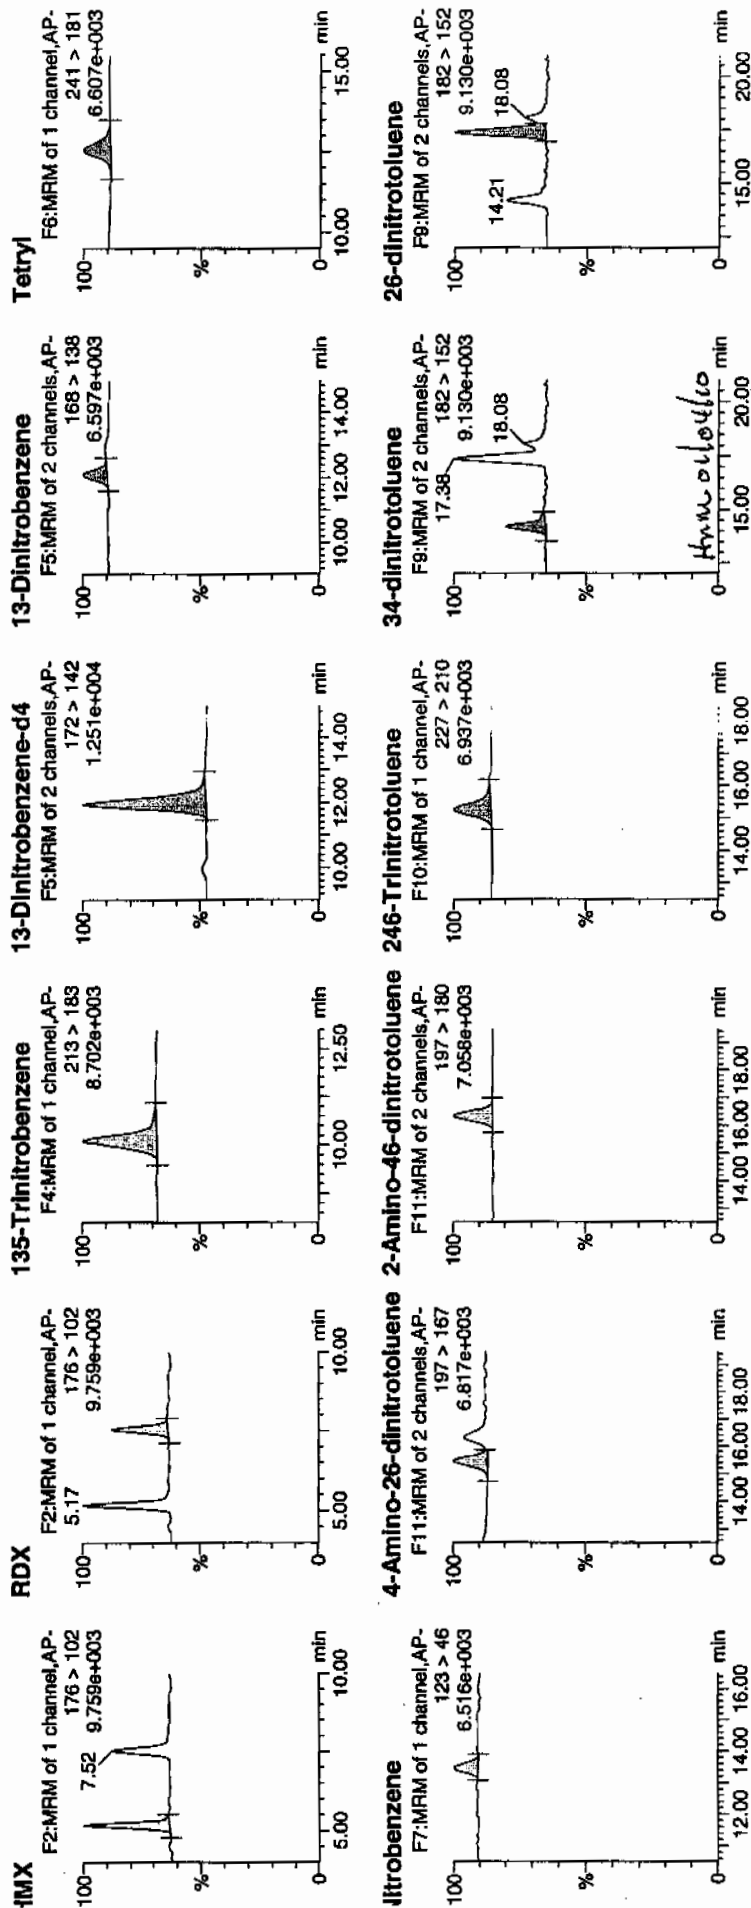 HMX
F2:MRM of 1 channel,AP-
176 > 102
9.759e+003
7.52
100
%
0
5.00
10.00
min
RDX
F2:MRM of 1 channel,AP-
176 > 102
9.759e+003
5.17
100
%
0
5.00
10.00
min
135-Trinitrobenzene
F4:MRM of 1 channel,AP-
213 > 183
8.702e+003
100
%
0
10.00
12.50
min
13-Dinitrobenzene-d4
F5:MRM of 2 channels,AP-
172 > 142
1.251e+004
100
%
0
10.00
12.00
14.00
min
13-Dinitrobenzene
F5:MRM of 2 channels,AP-
168 > 138
6.597e+003
100
%
0
10.00
12.00
14.00
min
Tetryl
F6:MRM of 1 channel,AP-
241 > 181
6.607e+003
100
%
0
10.00
15.00
min
Nitrobenzene
F7:MRM of 1 channel,AP-
123 > 46
6.516e+003
100
%
0
12.00
14.00
16.00
min
4-Amino-26-dinitrotoluene
F11:MRM of 2 channels,AP-
197 > 167
6.817e+003
100
%
0
14.00
16.00
18.00
min
2-Amino-46-dinitrotoluene
F11:MRM of 2 channels,AP-
197 > 180
7.058e+003
100
%
0
14.00
16.00
18.00
min
246-Trinitrotoluene
F10:MRM of 1 channel,AP-
227 > 210
6.937e+003
100
%
0
14.00
16.00
18.00
min
34-dinitrotoluene
F9:MRM of 2 channels,AP-
182 > 152
9.130e+003
17.38
18.08
100
%
0
15.00
20.00
min
26-dinitrotoluene
F9:MRM of 2 channels,AP-
182 > 152
9.130e+003
18.08
14.21
100
%
0
15.00
20.00
min